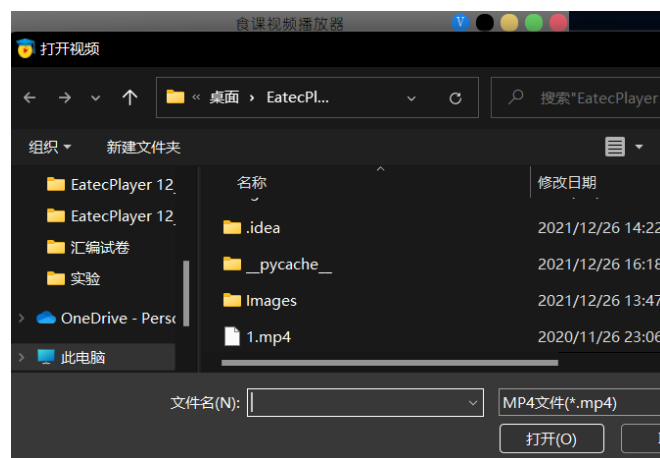 食课视频播放器
V
打开视频
« 桌面 › EatecPl...
搜索"EatecPlayer
组织
新建文件夹
名称
修改日期
EatecPlayer 12_
EatecPlayer 12_
汇编试卷
实验
OneDrive - Perso
此电脑
.idea
2021/12/26 14:22
__pycache__
2021/12/26 16:18
Images
2021/12/26 13:47
1.mp4
2020/11/26 23:06
文件名(N):
MP4文件(*.mp4)
打开(O)